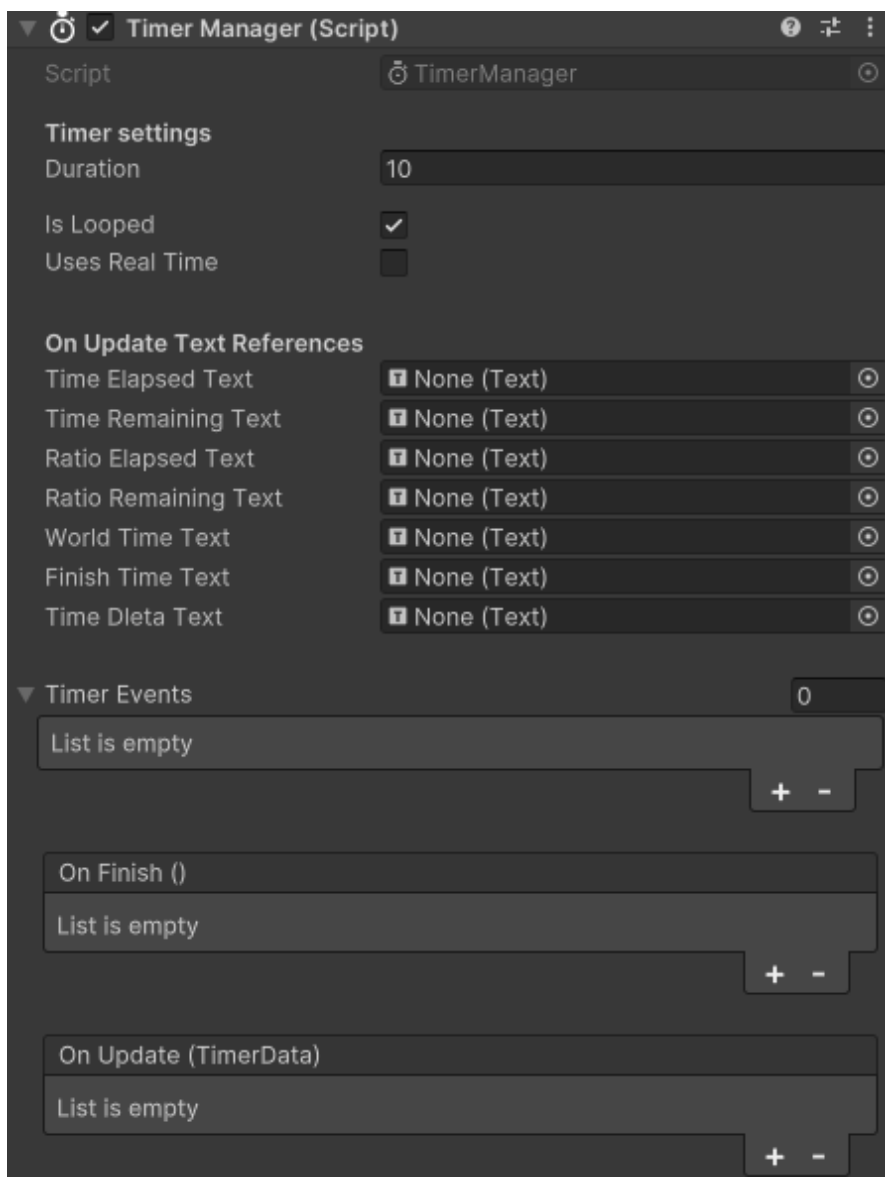 Timer Manager (Script)
Script TimerManager
Timer settings
Duration 10
Is Looped
Uses Real Time
On Update Text References
Time Elapsed Text None (Text)
Time Remaining Text None (Text)
Ratio Elapsed Text None (Text)
Ratio Remaining Text None (Text)
World Time Text None (Text)
Finish Time Text None (Text)
Time Dleta Text None (Text)
Timer Events 0
List is empty
+ -
On Finish ()
List is empty
+ -
On Update (TimerData)
List is empty
+ -